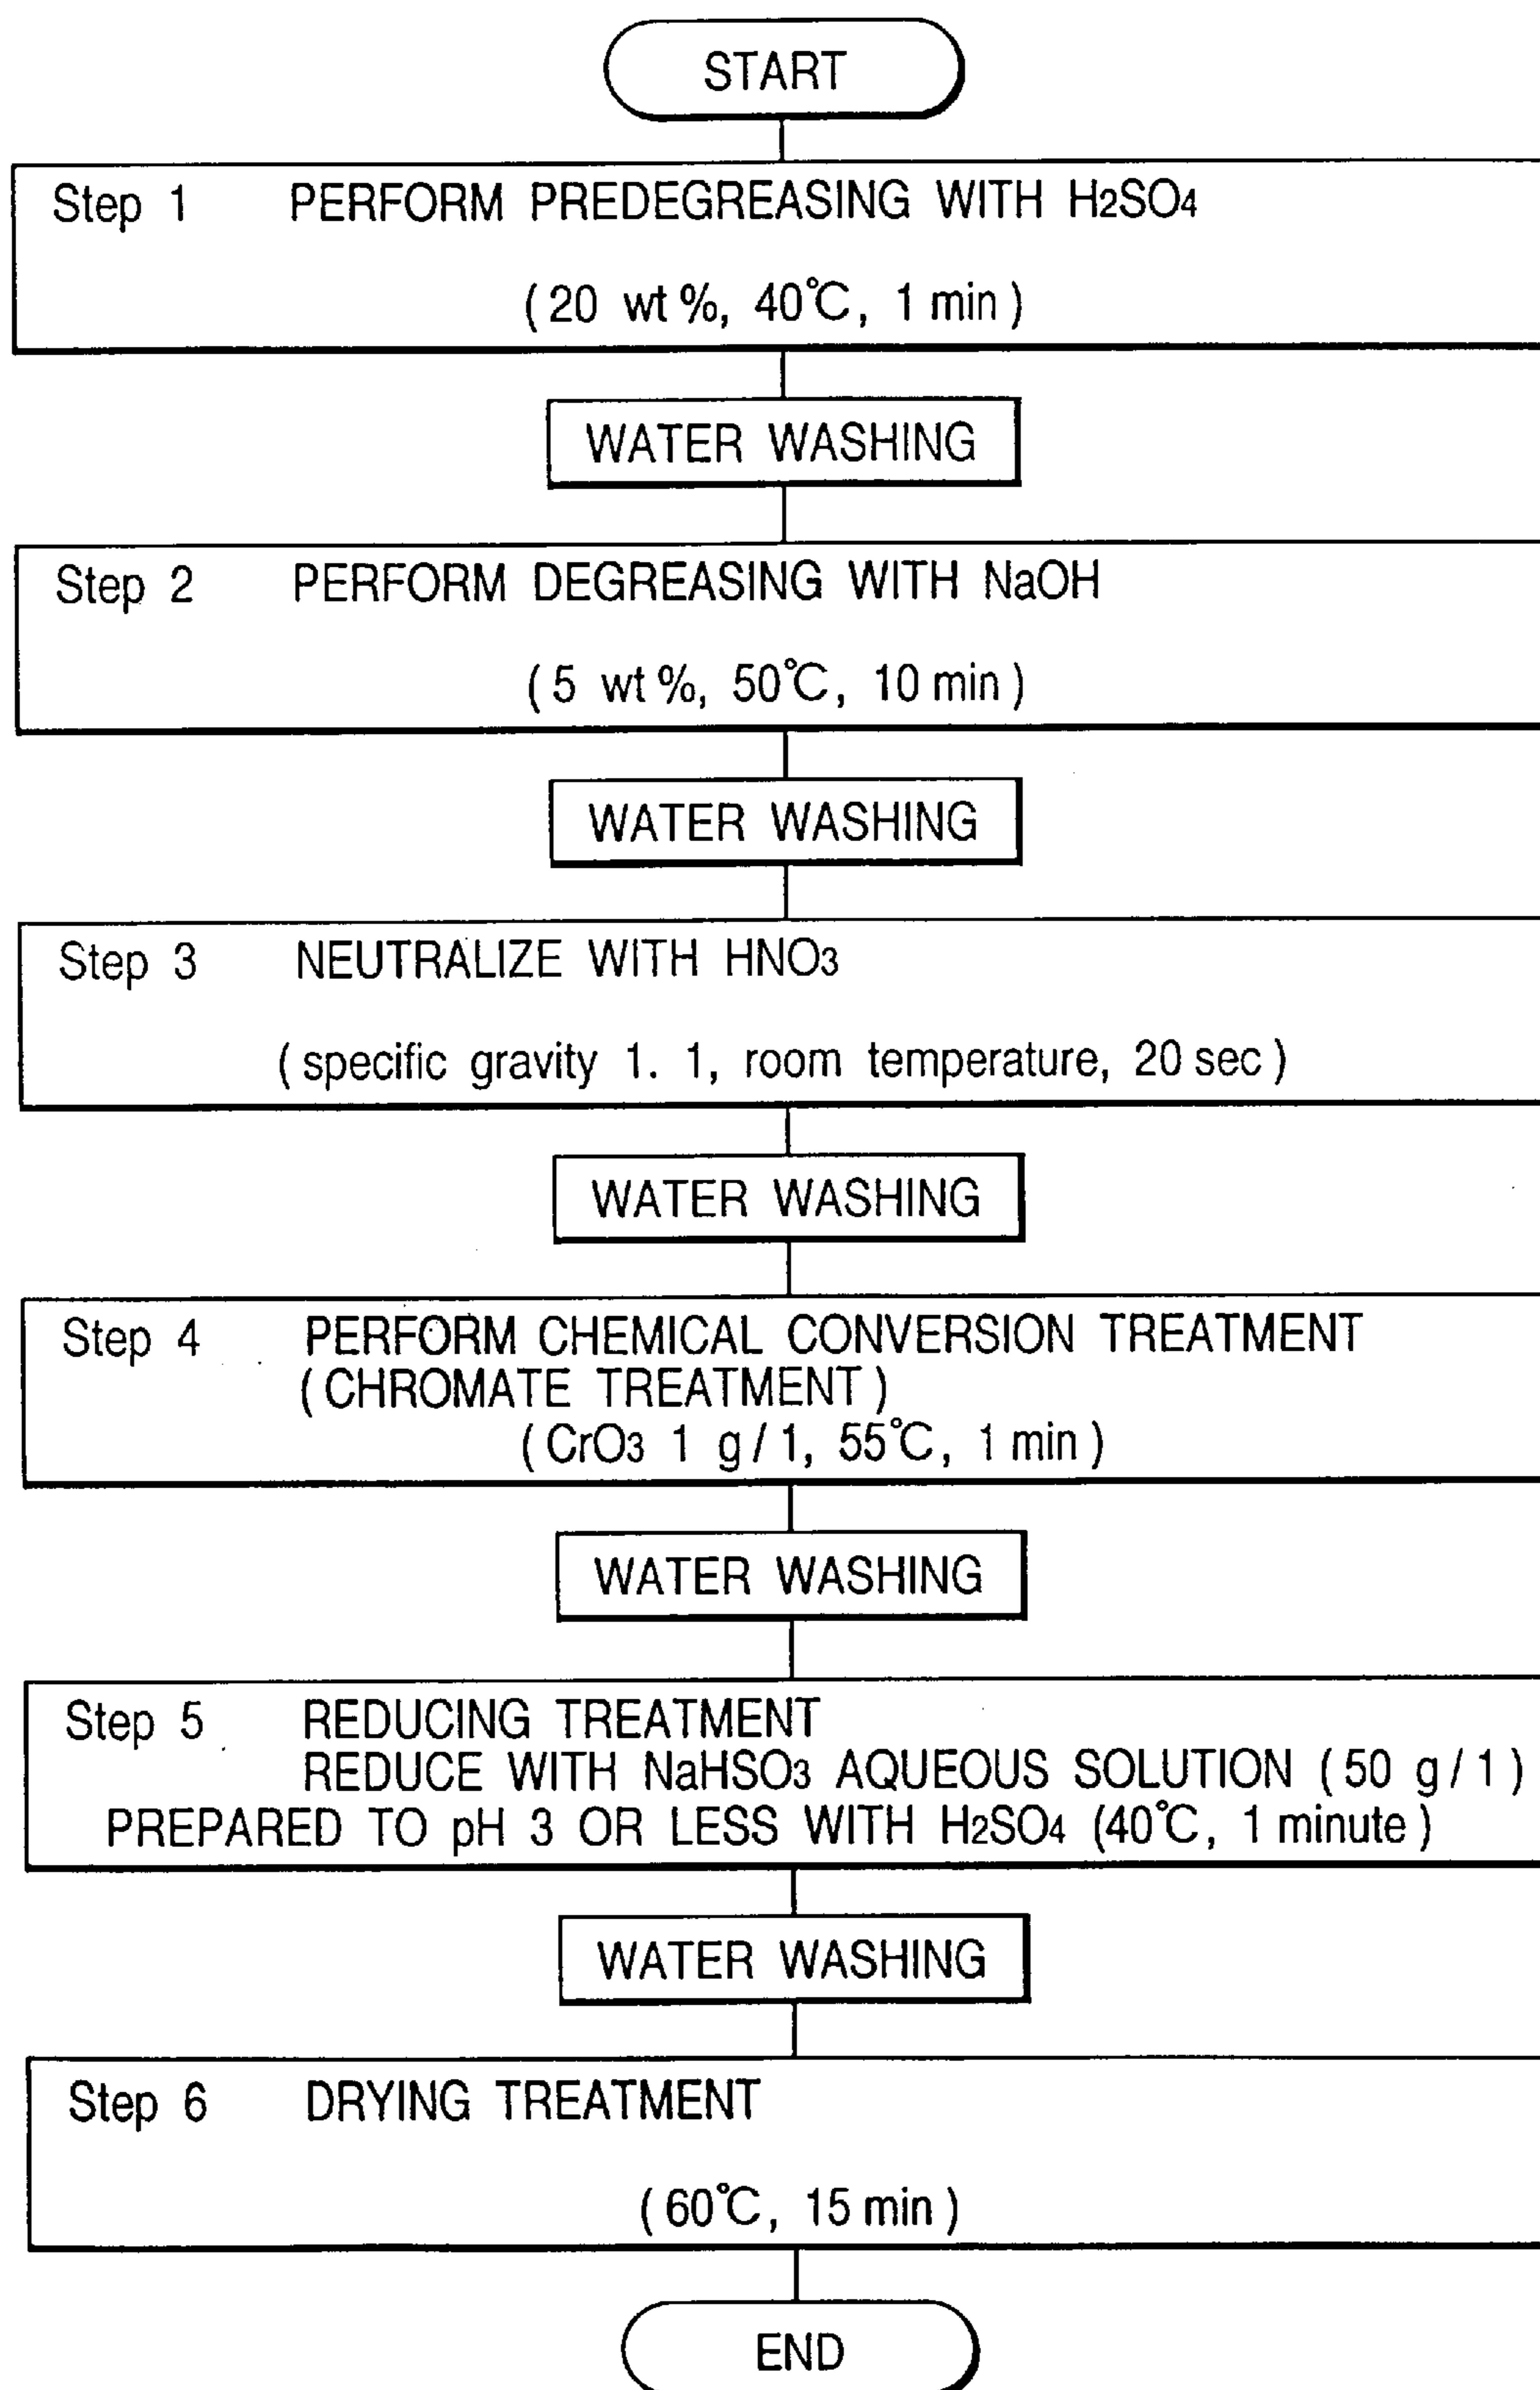 START
Step 1 PERFORM PREDEGREASING WITH H2SO4
(20 wt%, 40℃, 1 min)
WATER WASHING
Step 2 PERFORM DEGREASING WITH NaOH
(5 wt%, 50℃, 10 min)
WATER WASHING
Step 3 NEUTRALIZE WITH HNO3
(specific gravity 1. 1, room temperature, 20 sec)
WATER WASHING
Step 4 PERFORM CHEMICAL CONVERSION TREATMENT
(CHROMATE TREATMENT)
(CrO3 1 g/1, 55℃, 1 min)
WATER WASHING
Step 5 REDUCING TREATMENT
REDUCE WITH NaHSO3 AQUEOUS SOLUTION (50 g/1)
PREPARED TO pH 3 OR LESS WITH H2SO4 (40℃, 1 minute)
WATER WASHING
Step 6 DRYING TREATMENT
(60℃, 15 min)
END